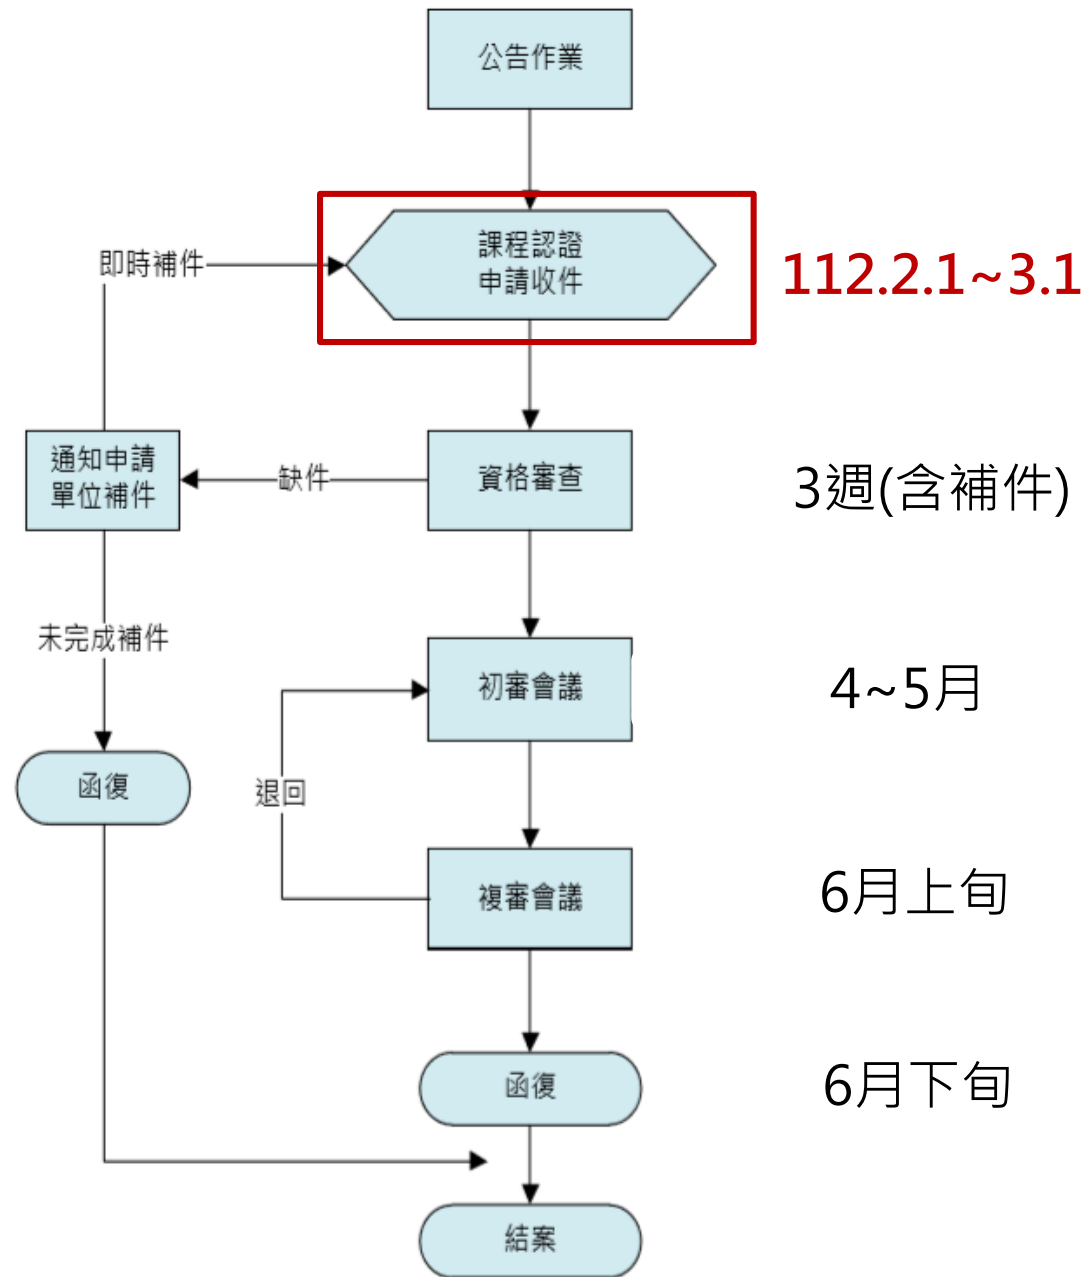 公告作業
課程認證
申請收件
112.2.1~3.1
即時補件
通知申請
單位補件
缺件
資格審查
3週(含補件)
未完成補件
初審會議
4~5月
函復
退回
複審會議
6月上旬
函復
6月下旬
結案